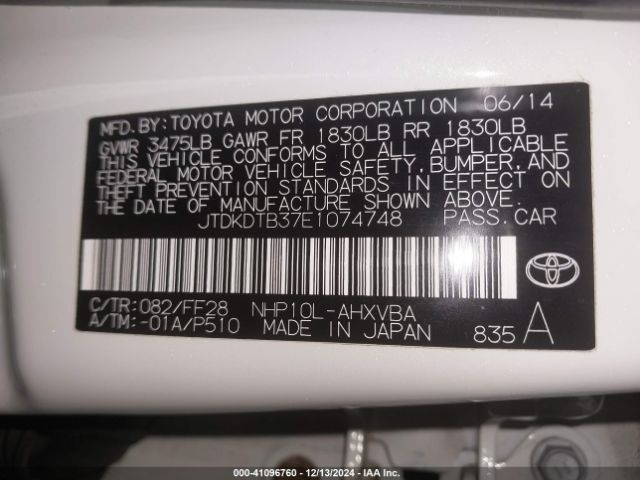 MFD.BY:TOYOTA MOTOR CORPORATION 06/14
GVWR 3475LB GAWR FR 1830LB RR 1830LB
THIS VEHICLE CONFORMS TO ALL APPLICABLE
FEDERAL MOTOR VEHICLE SAFETY,BUMPER,AND
THEFT PREVENTION STANDARDS IN EFFECT ON
THE DATE OF MANUFACTURE SHOWN ABOVE.
JTDKDTB37E1074748 PASS.CAR
C/TR:082/FF28 NHP10L-AHXVBA
A/TM:-01A/P510 MADE IN JAPAN 835 A
000-41096760 - 12/13/2024 - IAA Inc.